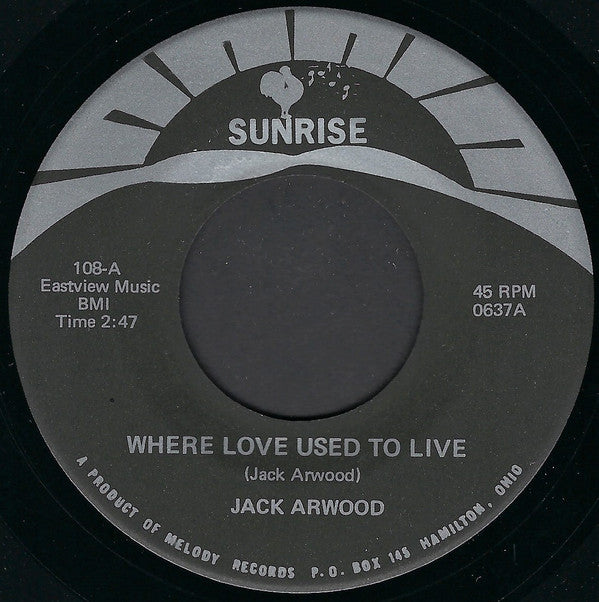 SUNRISE
108-A
Eastview Music
BMI
Time 2:47
45 RPM
0637A
WHERE LOVE USED TO LIVE
(Jack Arwood)
JACK ARWOOD
A PRODUCT OF MELODY RECORDS P.O. BOX 145 HAMILTON, OHIO